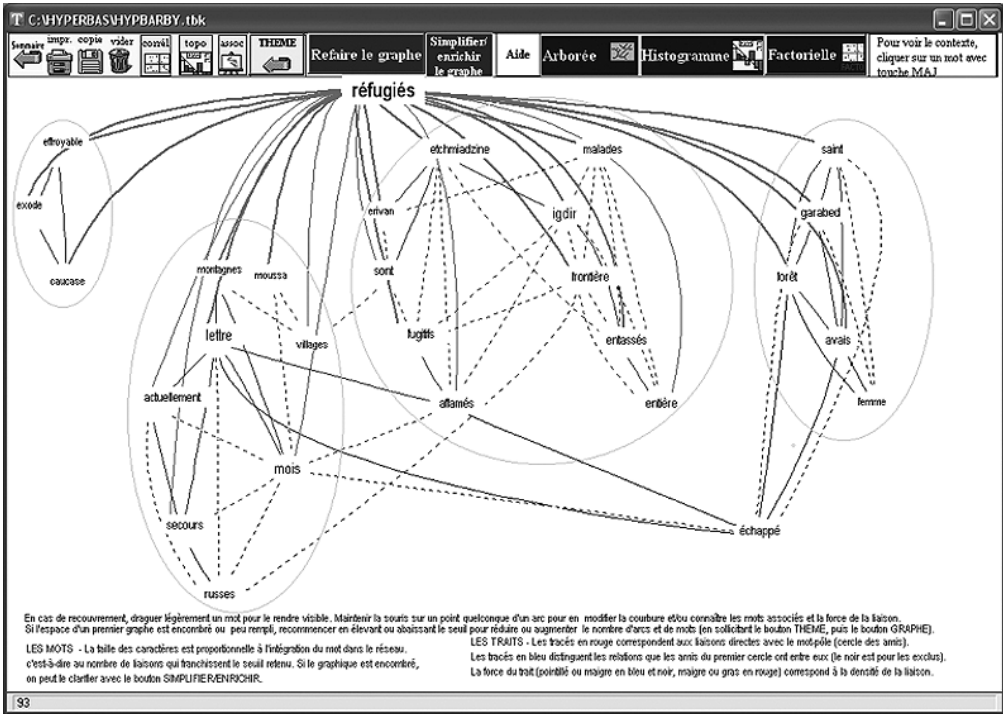 C:\HYPERBAS\HYPBARBY.tbk
Sommaire impr. copie vider corrél topo assoc THEME Refaire le graphe
Simplifier/
enrichir
le graphe
Aide Arborée Histogramme Factorielle
Pour voir le contexte,
cliquer sur un mot avec
touche MAJ
réfugiés
effroyable etchmiadzine malades saint
exode erivan igdir garabed
caucase montagnes moussa sont frontière forêt
lettre villages fugitifs entassés avais
actuellement affamés entière femme
mois
secours échappé
russes
En cas de recouvrement, draguer légèrement un mot pour le rendre visible. Maintenir la souris sur un point quelconque d'un arc pour en modifier la courbure et/ou connaître les mots associés et la force de la liaison.
Si l'espace d'un premier graphe est encombré ou peu rempli, recommencer en élevant ou abaissant le seuil pour réduire ou augmenter le nombre d'arcs et de mots (en sollicitant le bouton THEME, puis le bouton GRAPHE).
LES MOTS - La taille des caractères est proportionnelle à l'intégration du mot dans le réseau.
c'est-à-dire au nombre de liaisons qui franchissent le seuil retenu. Si le graphique est encombré,
on peut le clarifier avec le bouton SIMPLIFIER/ENRICHIR.
LES TRAITS - Les tracés en rouge correspondent aux liaisons directes avec le mot-pôle (cercle des amis).
Les tracés en bleu distinguent les relations que les amis du premier cercle ont entre eux (le noir est pour les exclus).
La force du trait (pointillé ou maigre en bleu et noir, maigre ou gras en rouge) correspond à la densité de la liaison.
93